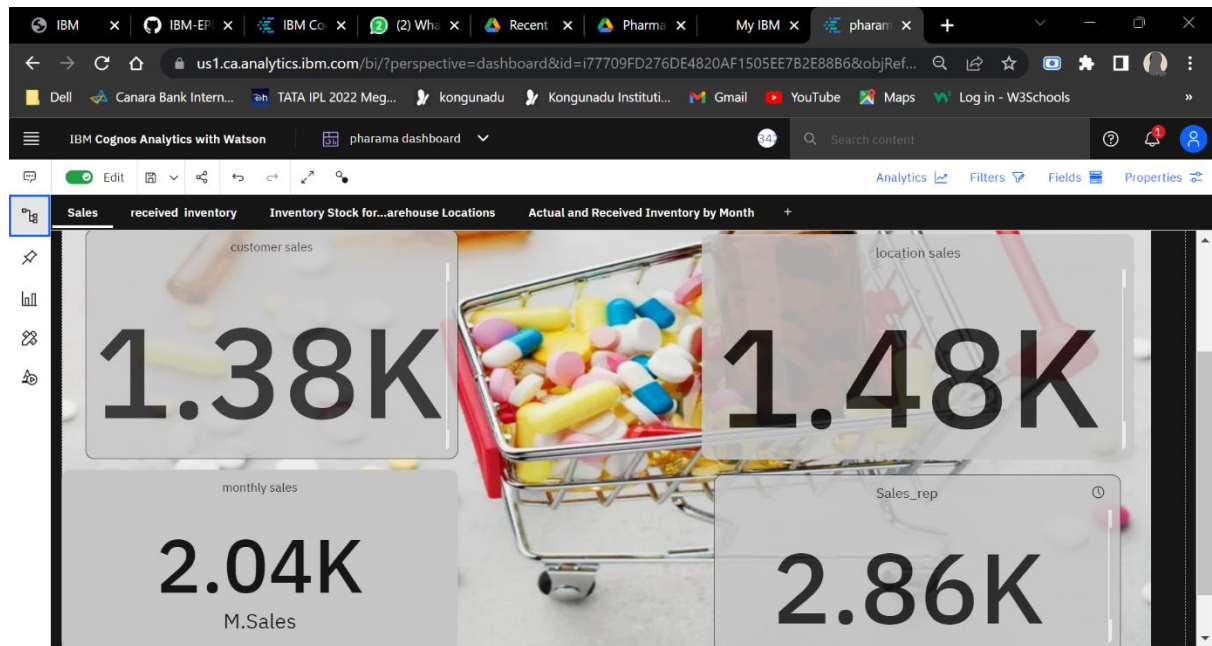 IBM IBM-EP IBM Co (2) Wha Recent Pharma My IBM pharam
us1.ca.analytics.ibm.com/bi/?perspective=dashboard&id=i77709FD276DE4820AF1505EE7B2E88B6&objRef...
Dell Canara Bank Intern... TATA IPL 2022 Meg... kongunadu Kongunadu Instituti... Gmail YouTube Maps Log in - W3Schools »
IBM Cognos Analytics with Watson pharama dashboard Search content
Edit Analytics Filters Fields Properties
Sales received inventory Inventory Stock for...arehouse Locations Actual and Received Inventory by Month +
customer sales
1.38K
location sales
1.48K
monthly sales
2.04K
M.Sales
Sales_rep
2.86K